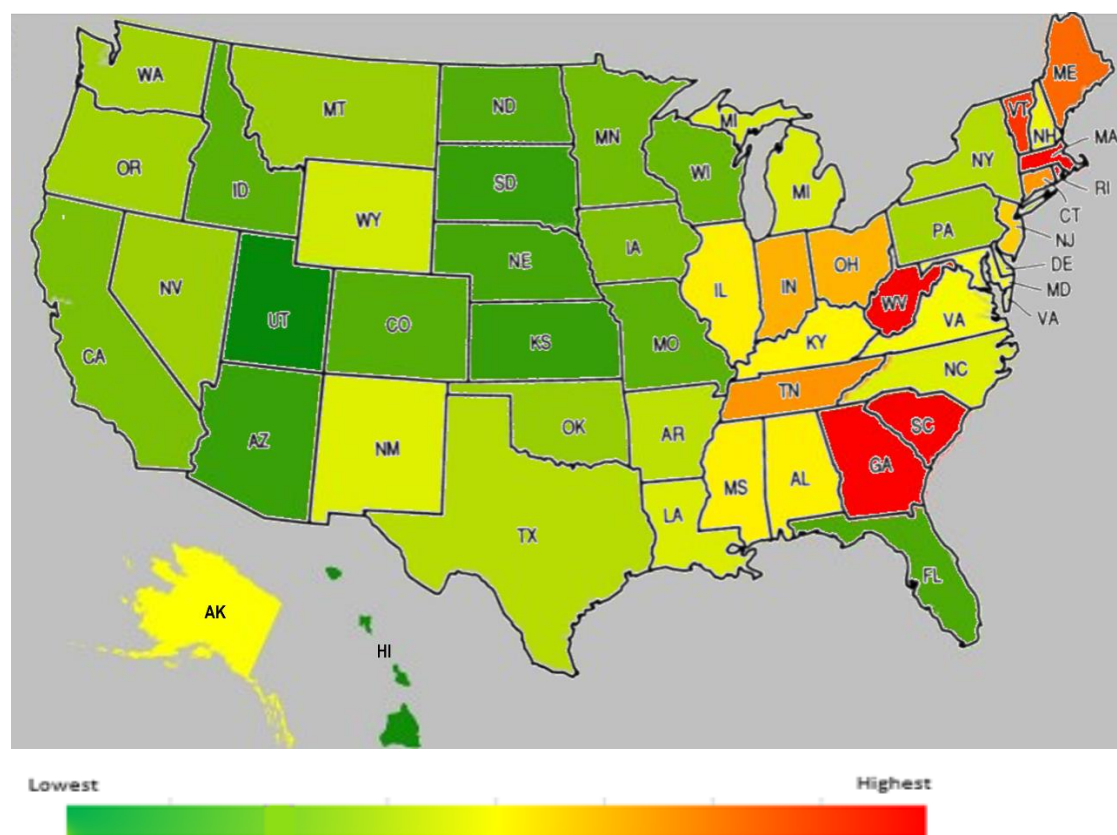 WA
MT
ND
MN
MI
ME
VT
NH
MA
OR
ID
SD
WI
NY
RI
WY
MI
CT
IA
PA
NJ
NV
NE
OH
DE
UT
CO
IL
IN
MD
WV
VA
CA
KS
MO
KY
VA
TN
NC
AZ
NM
OK
AR
SC
GA
MS
AL
TX
LA
FL
AK
HI
Lowest
Highest